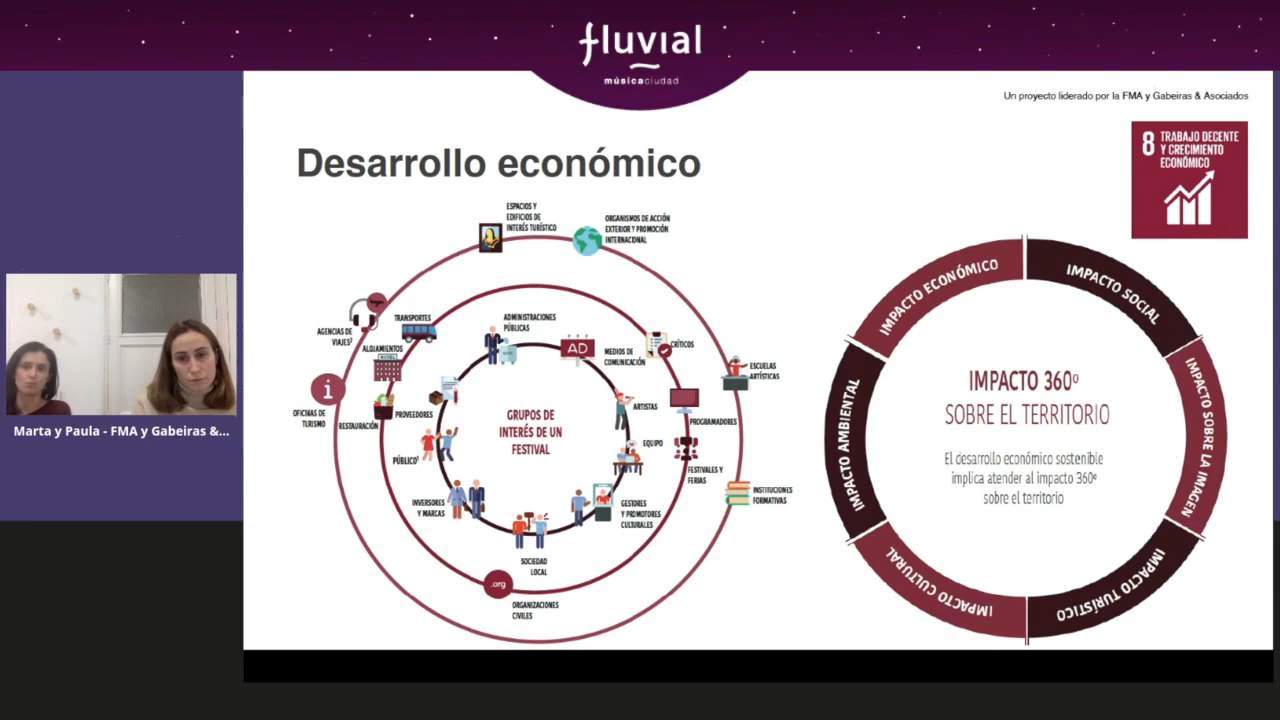 fluvial
músicaciudad
Un proyecto liderado por la FMA y Gabeiras & Asociados
8 TRABAJO DECENTE
Y CRECIMIENTO
ECONÓMICO
Desarrollo económico
ESPACIOS Y
EDIFICIOS DE
INTERÉS TURÍSTICO
ORGANISMOS DE ACCIÓN
EXTERIOR Y PROMOCIÓN
INTERNACIONAL
AGENCIAS DE
VIAJES
TRANSPORTES
ADMINISTRACIONES
PÚBLICAS
AD
MEDIOS DE
COMUNICACIÓN
CRÍTICOS
ALOJAMIENTOS
HOTEL
ESCUELAS
ARTÍSTICAS
i
OFICINAS DE
TURISMO
RESTAURACIÓN
PROVEEDORES
ARTISTAS
PROGRAMADORES
GRUPOS DE
INTERÉS DE UN
FESTIVAL
EQUIPO
PÚBLICO
FESTIVALES Y
FERIAS
INSTITUCIONES
FORMATIVAS
INVERSORES
Y MARCAS
GESTORES
Y PROMOTORES
CULTURALES
SOCIEDAD
LOCAL
.org
ORGANIZACIONES
CIVILES
IMPACTO ECONÓMICO
IMPACTO SOCIAL
IMPACTO SOBRE LA IMAGEN
IMPACTO TURÍSTICO
IMPACTO CULTURAL
IMPACTO AMBIENTAL
IMPACTO 360º
SOBRE EL TERRITORIO
El desarrollo económico sostenible
implica atender al impacto 360º
sobre el territorio
Marta y Paula - FMA y Gabeiras &...